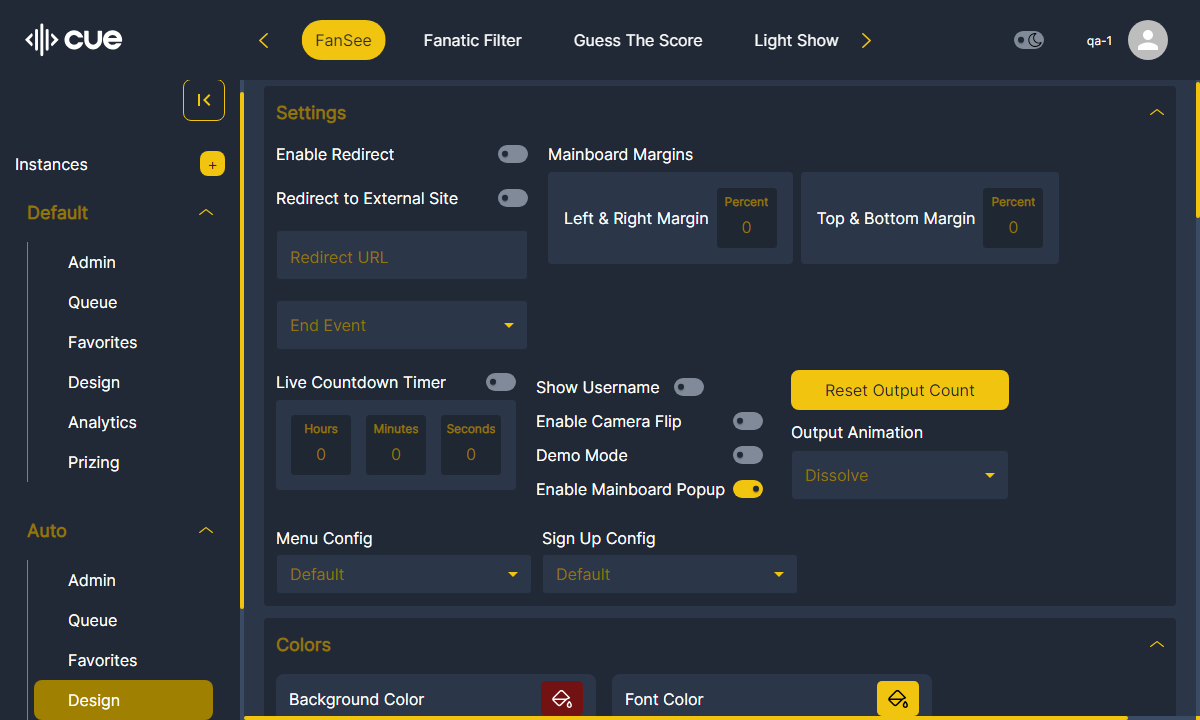 cue
FanSee
Fanatic Filter
Guess The Score
Light Show
qa-1
Instances
+
Default
Admin
Queue
Favorites
Design
Analytics
Prizing
Auto
Admin
Queue
Favorites
Design
Settings
Enable Redirect
Redirect to External Site
Redirect URL
End Event
Mainboard Margins
Left & Right Margin
Percent
0
Top & Bottom Margin
Percent
0
Live Countdown Timer
Hours
0
Minutes
0
Seconds
0
Show Username
Enable Camera Flip
Demo Mode
Enable Mainboard Popup
Reset Output Count
Output Animation
Dissolve
Menu Config
Default
Sign Up Config
Default
Colors
Background Color
Font Color